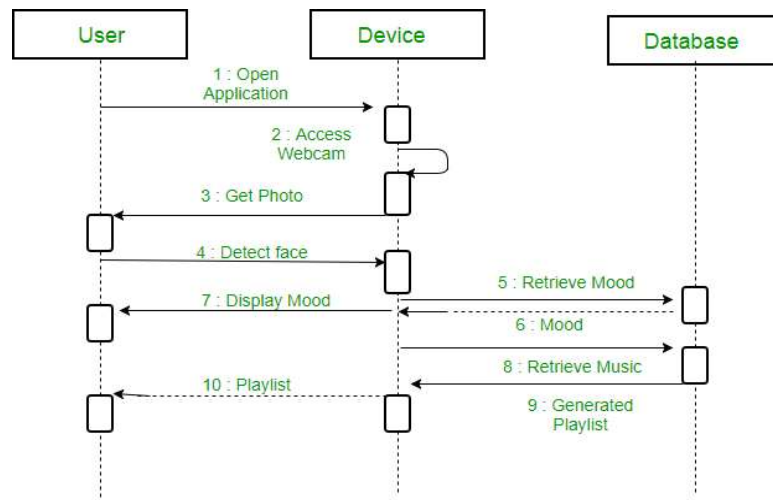 User
Device
Database
1 : Open
Application
2 : Access
Webcam
3 : Get Photo
4 : Detect face
5 : Retrieve Mood
7 : Display Mood
6 : Mood
8 : Retrieve Music
10 : Playlist
9 : Generated
Playlist